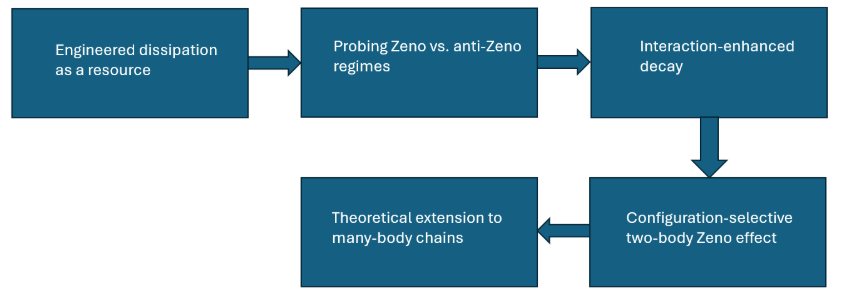 Engineered dissipation
as a resource
Probing Zeno vs. anti-Zeno
regimes
Interaction-enhanced
decay
Configuration-selective
two-body Zeno effect
Theoretical extension to
many-body chains